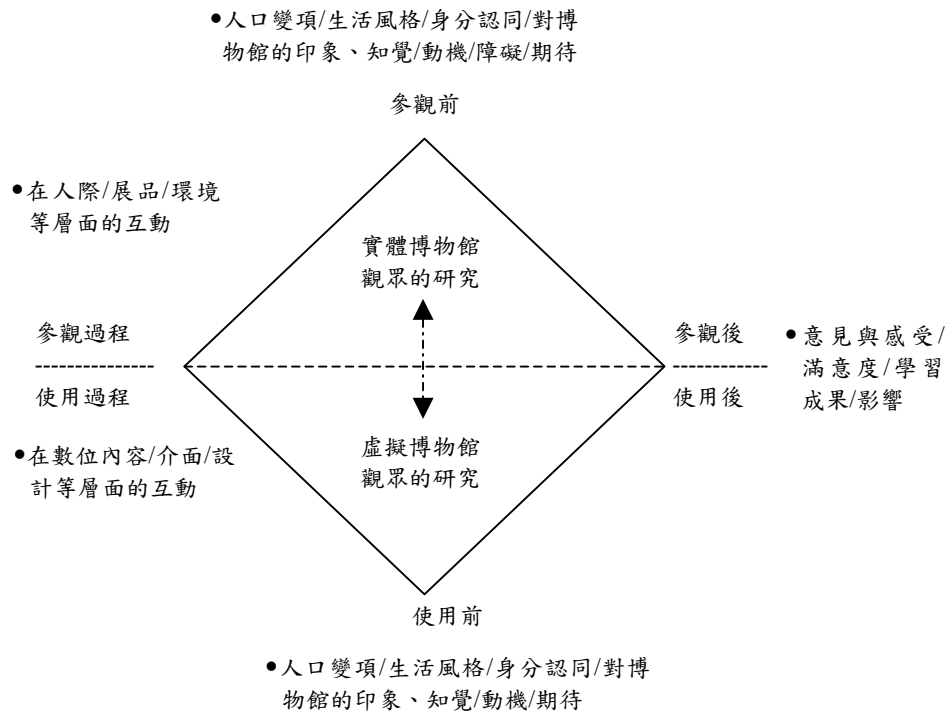 •人口變項/生活風格/身分認同/對博
物館的印象、知覺/動機/障礙/期待
參觀前
•在人際/展品/環境
等層面的互動
實體博物館
觀眾的研究
參觀過程
參觀後
•意見與感受/
滿意度/學習
成果/影響
使用過程
使用後
•在數位內容/介面/設
計等層面的互動
虛擬博物館
觀眾的研究
使用前
•人口變項/生活風格/身分認同/對博
物館的印象、知覺/動機/期待